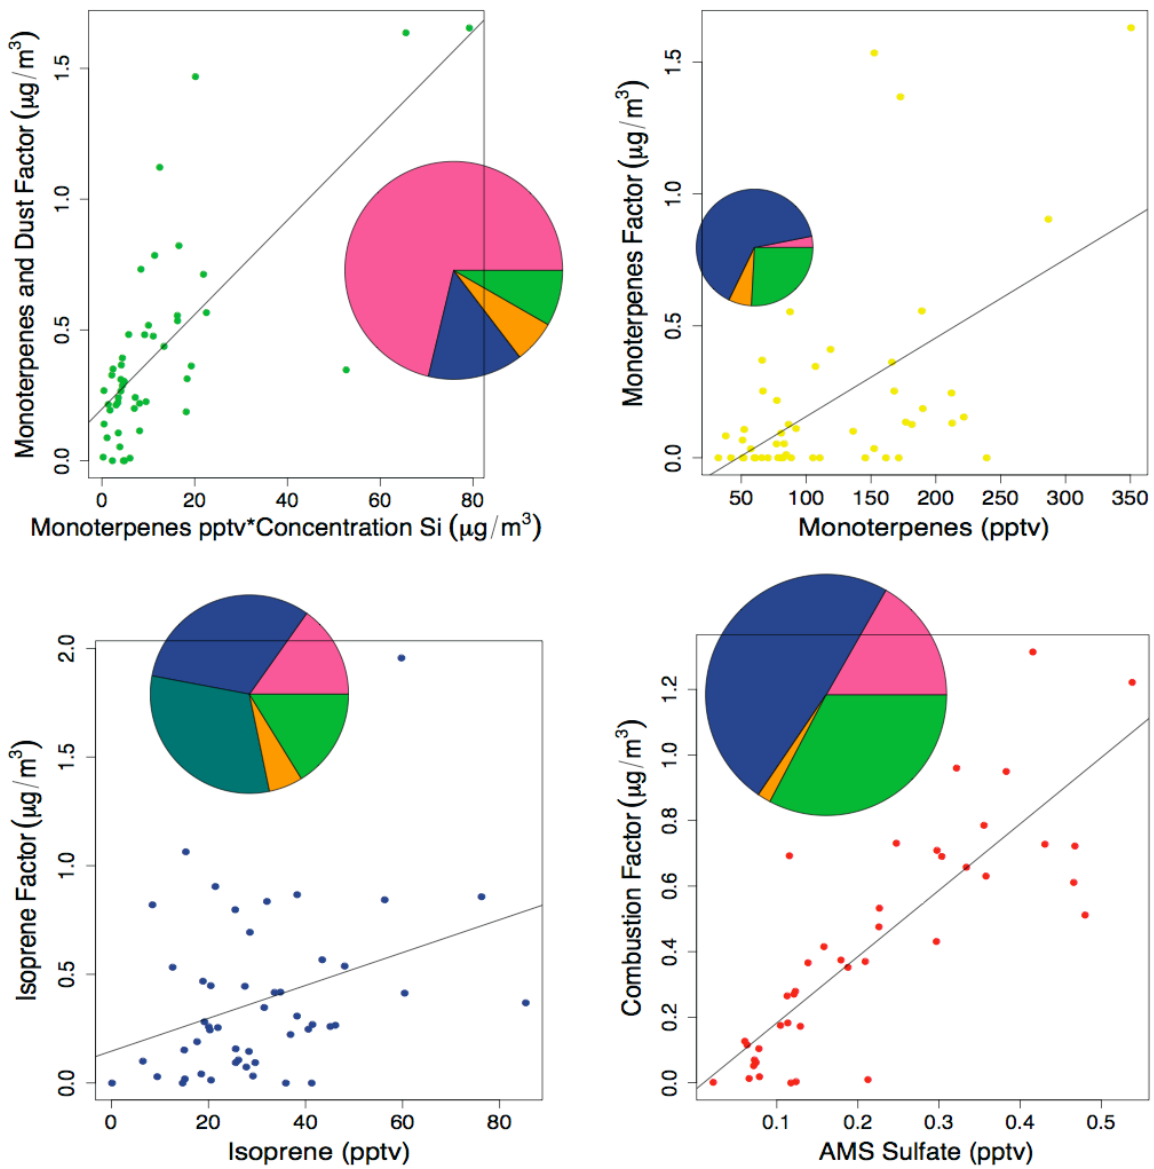 Monoterpenes and Dust Factor (μg/m³)
1.5
1.0
0.5
0.0
0 20 40 60 80
Monoterpenes pptv*Concentration Si (μg/m³)
Monoterpenes Factor (μg/m³)
1.5
1.0
0.5
0.0
50 100 150 200 250 300 350
Monoterpenes (pptv)
Isoprene Factor (μg/m³)
2.0
1.5
1.0
0.5
0.0
0 20 40 60 80
Isoprene (pptv)
Combustion Factor (μg/m³)
1.2
1.0
0.8
0.6
0.4
0.2
0.0
0.1 0.2 0.3 0.4 0.5
AMS Sulfate (pptv)